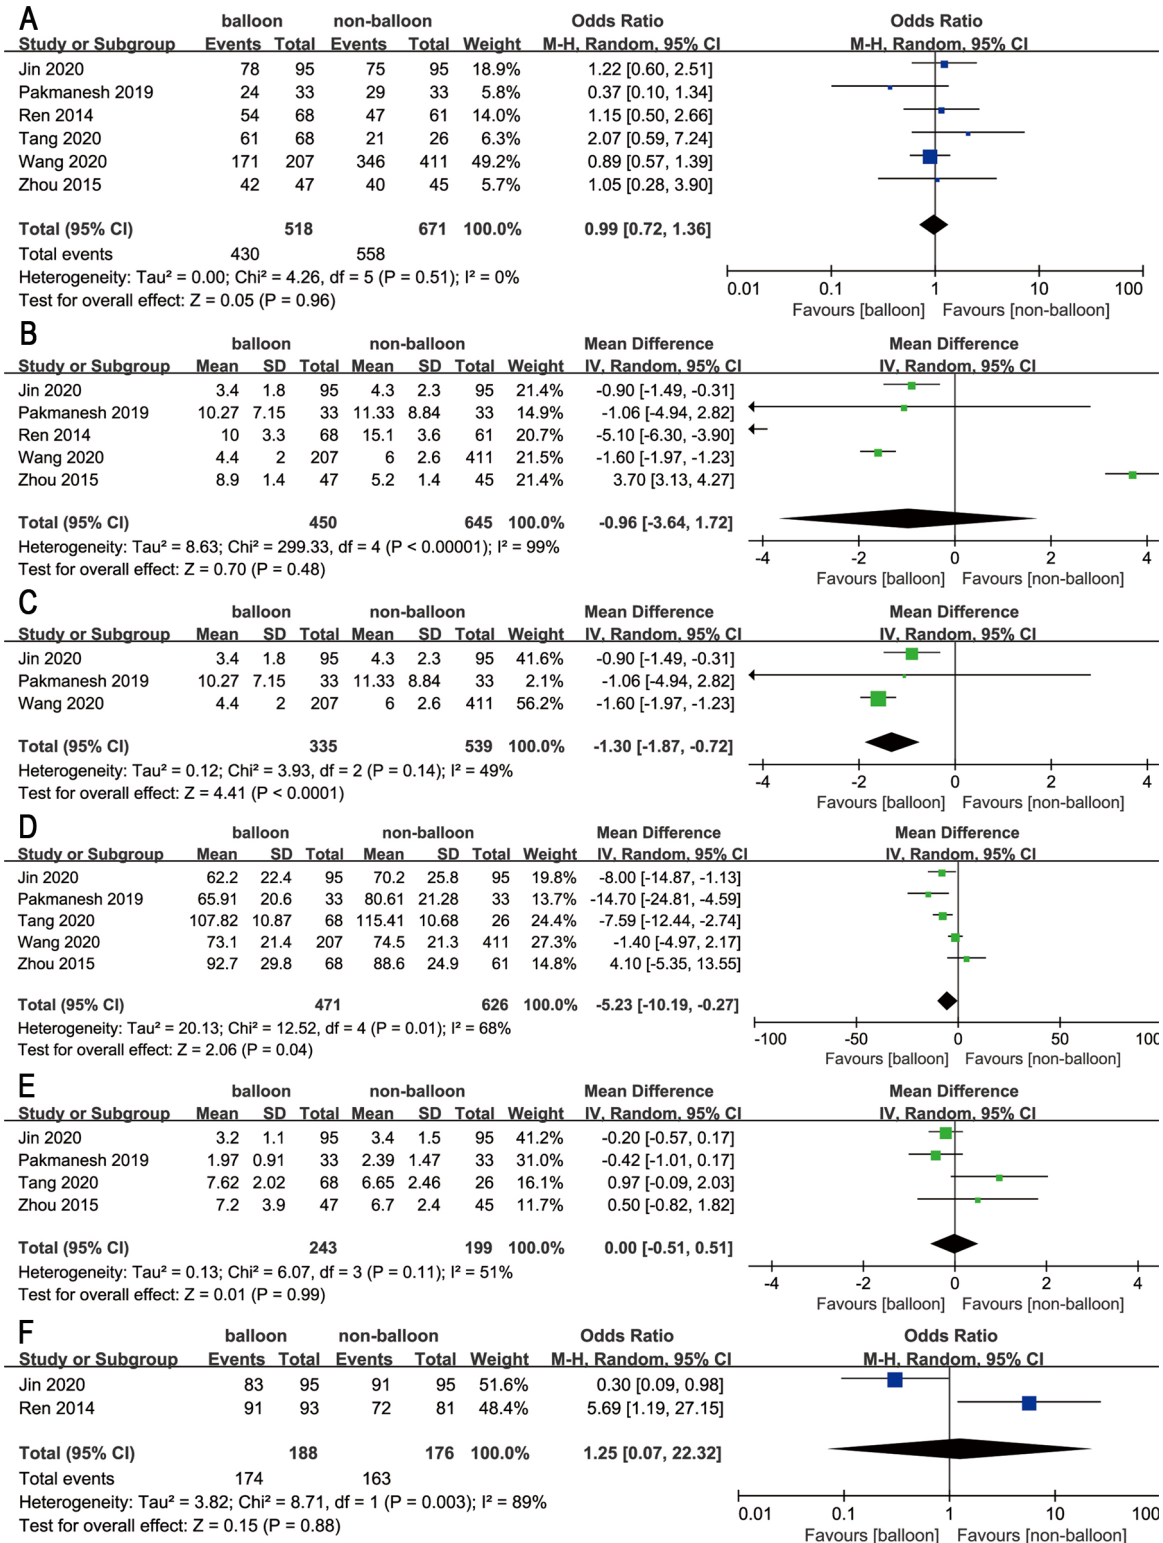 A
balloon non-balloon Odds Ratio Odds Ratio
Study or Subgroup Events Total Events Total Weight M-H, Random, 95% CI M-H, Random, 95% CI
Jin 2020 78 95 75 95 18.9% 1.22 [0.60, 2.51]
Pakmanesh 2019 24 33 29 33 5.8% 0.37 [0.10, 1.34]
Ren 2014 54 68 47 61 14.0% 1.15 [0.50, 2.66]
Tang 2020 61 68 21 26 6.3% 2.07 [0.59, 7.24]
Wang 2020 171 207 346 411 49.2% 0.89 [0.57, 1.39]
Zhou 2015 42 47 40 45 5.7% 1.05 [0.28, 3.90]
Total (95% CI) 518 671 100.0% 0.99 [0.72, 1.36]
Total events 430 558
Heterogeneity: Tau² = 0.00; Chi² = 4.26, df = 5 (P = 0.51); I² = 0%
Test for overall effect: Z = 0.05 (P = 0.96)
0.01 0.1 1 10 100
Favours [balloon] Favours [non-balloon]
B
balloon non-balloon Mean Difference Mean Difference
Study or Subgroup Mean SD Total Mean SD Total Weight IV, Random, 95% CI IV, Random, 95% CI
Jin 2020 3.4 1.8 95 4.3 2.3 95 21.4% -0.90 [-1.49, -0.31]
Pakmanesh 2019 10.27 7.15 33 11.33 8.84 33 14.9% -1.06 [-4.94, 2.82]
Ren 2014 10 3.3 68 15.1 3.6 61 20.7% -5.10 [-6.30, -3.90]
Wang 2020 4.4 2 207 6 2.6 411 21.5% -1.60 [-1.97, -1.23]
Zhou 2015 8.9 1.4 47 5.2 1.4 45 21.4% 3.70 [3.13, 4.27]
Total (95% CI) 450 645 100.0% -0.96 [-3.64, 1.72]
Heterogeneity: Tau² = 8.63; Chi² = 299.33, df = 4 (P < 0.00001); I² = 99%
Test for overall effect: Z = 0.70 (P = 0.48)
-4 -2 0 2 4
Favours [balloon] Favours [non-balloon]
C
balloon non-balloon Mean Difference Mean Difference
Study or Subgroup Mean SD Total Mean SD Total Weight IV, Random, 95% CI IV, Random, 95% CI
Jin 2020 3.4 1.8 95 4.3 2.3 95 41.6% -0.90 [-1.49, -0.31]
Pakmanesh 2019 10.27 7.15 33 11.33 8.84 33 2.1% -1.06 [-4.94, 2.82]
Wang 2020 4.4 2 207 6 2.6 411 56.2% -1.60 [-1.97, -1.23]
Total (95% CI) 335 539 100.0% -1.30 [-1.87, -0.72]
Heterogeneity: Tau² = 0.12; Chi² = 3.93, df = 2 (P = 0.14); I² = 49%
Test for overall effect: Z = 4.41 (P < 0.0001)
-4 -2 0 2 4
Favours [balloon] Favours [non-balloon]
D
balloon non-balloon Mean Difference Mean Difference
Study or Subgroup Mean SD Total Mean SD Total Weight IV, Random, 95% CI IV, Random, 95% CI
Jin 2020 62.2 22.4 95 70.2 25.8 95 19.8% -8.00 [-14.87, -1.13]
Pakmanesh 2019 65.91 20.6 33 80.61 21.28 33 13.7% -14.70 [-24.81, -4.59]
Tang 2020 107.82 10.87 68 115.41 10.68 26 24.4% -7.59 [-12.44, -2.74]
Wang 2020 73.1 21.4 207 74.5 21.3 411 27.3% -1.40 [-4.97, 2.17]
Zhou 2015 92.7 29.8 68 88.6 24.9 61 14.8% 4.10 [-5.35, 13.55]
Total (95% CI) 471 626 100.0% -5.23 [-10.19, -0.27]
Heterogeneity: Tau² = 20.13; Chi² = 12.52, df = 4 (P = 0.01); I² = 68%
Test for overall effect: Z = 2.06 (P = 0.04)
-100 -50 0 50 100
Favours [balloon] Favours [non-balloon]
E
balloon non-balloon Mean Difference Mean Difference
Study or Subgroup Mean SD Total Mean SD Total Weight IV, Random, 95% CI IV, Random, 95% CI
Jin 2020 3.2 1.1 95 3.4 1.5 95 41.2% -0.20 [-0.57, 0.17]
Pakmanesh 2019 1.97 0.91 33 2.39 1.47 33 31.0% -0.42 [-1.01, 0.17]
Tang 2020 7.62 2.02 68 6.65 2.46 26 16.1% 0.97 [-0.09, 2.03]
Zhou 2015 7.2 3.9 47 6.7 2.4 45 11.7% 0.50 [-0.82, 1.82]
Total (95% CI) 243 199 100.0% 0.00 [-0.51, 0.51]
Heterogeneity: Tau² = 0.13; Chi² = 6.07, df = 3 (P = 0.11); I² = 51%
Test for overall effect: Z = 0.01 (P = 0.99)
-4 -2 0 2 4
Favours [balloon] Favours [non-balloon]
F
balloon non-balloon Odds Ratio Odds Ratio
Study or Subgroup Events Total Events Total Weight M-H, Random, 95% CI M-H, Random, 95% CI
Jin 2020 83 95 91 95 51.6% 0.30 [0.09, 0.98]
Ren 2014 91 93 72 81 48.4% 5.69 [1.19, 27.15]
Total (95% CI) 188 176 100.0% 1.25 [0.07, 22.32]
Total events 174 163
Heterogeneity: Tau² = 3.82; Chi² = 8.71, df = 1 (P = 0.003); I² = 89%
Test for overall effect: Z = 0.15 (P = 0.88)
0.01 0.1 1 10 100
Favours [balloon] Favours [non-balloon]